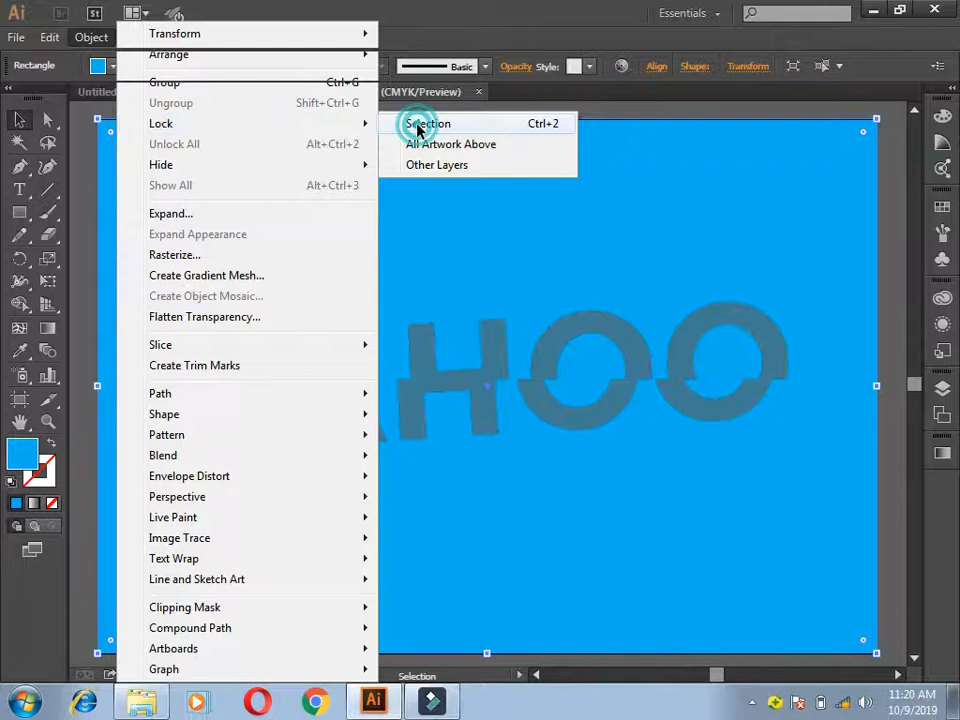 Ai Br St Essentials
File Edit Object
Rectangle Basic Opacity Style: Align Shape: Transform
Untitled (CMYK/Preview) ×
Transform
Arrange
Group Ctrl+G
Ungroup Shift+Ctrl+G
Lock
Selection Ctrl+2
Unlock All Alt+Ctrl+2
All Artwork Above
Hide
Other Layers
Show All Alt+Ctrl+3
Expand...
Expand Appearance
Rasterize...
Create Gradient Mesh...
Create Object Mosaic...
Flatten Transparency...
Slice
Create Trim Marks
Path
Shape
Pattern
Blend
Envelope Distort
Perspective
Live Paint
Image Trace
Text Wrap
Line and Sketch Art
Clipping Mask
Compound Path
Artboards
Graph
AHOO
Selection
Ai
11:20 AM
10/9/2019